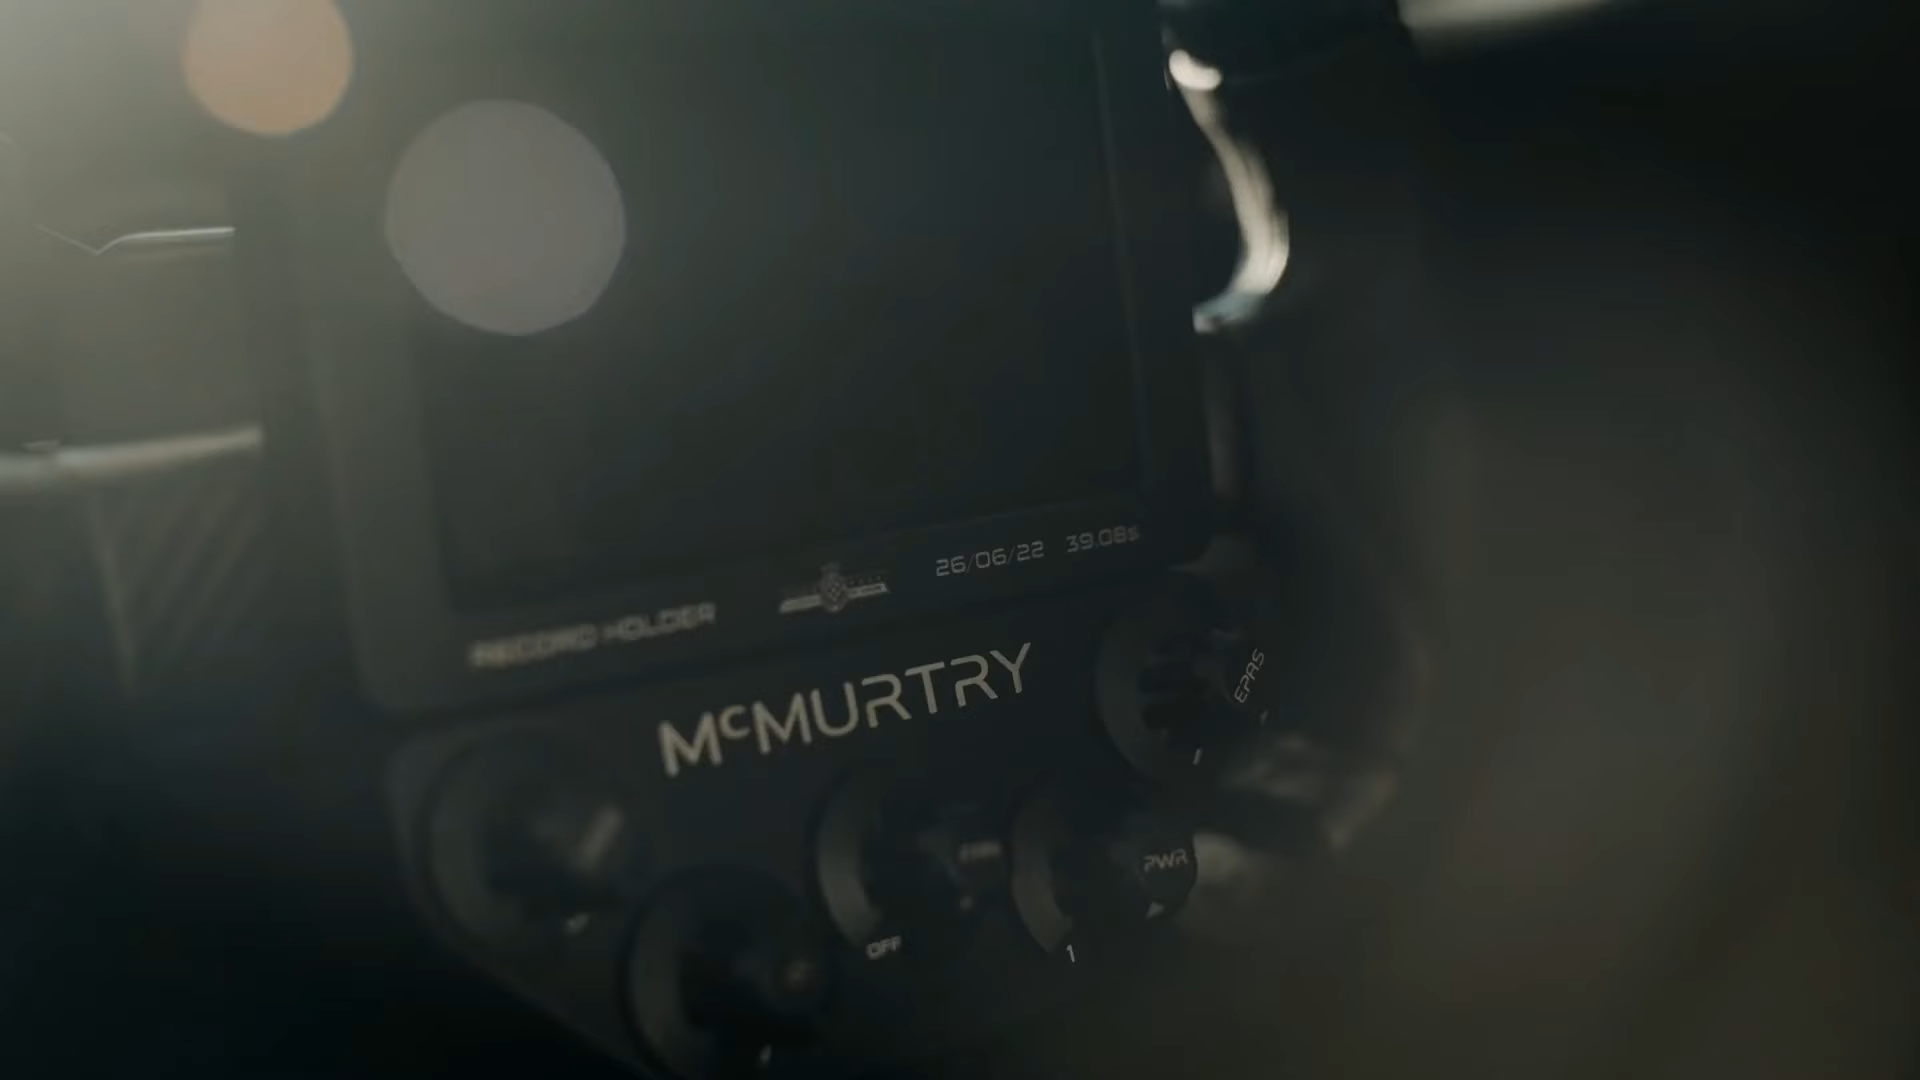 RECORD HOLDER 26/06/22 39.08s
McMURTRY
EPAS
PWR
OFF
1